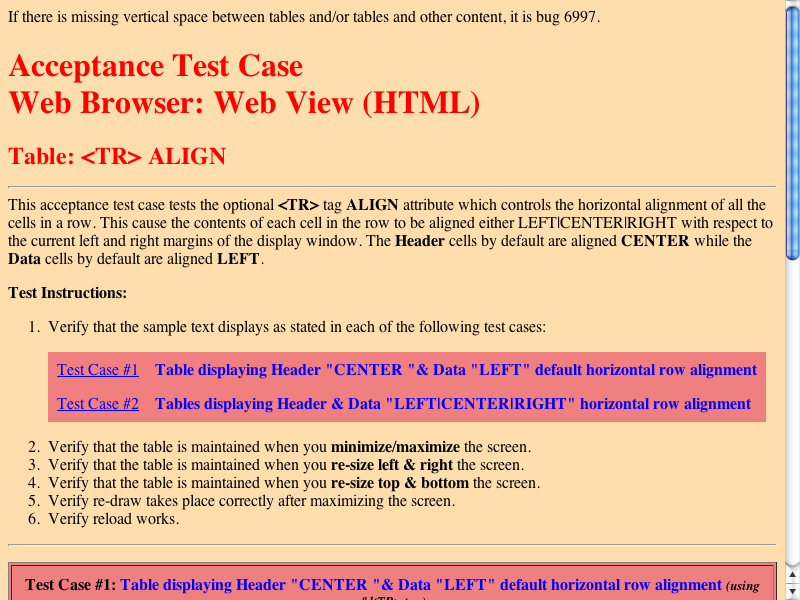 If there is missing vertical space between tables and/or tables and other content, it is bug 6997.
Acceptance Test Case
Web Browser: Web View (HTML)
Table: <TR> ALIGN
This acceptance test case tests the optional <TR> tag ALIGN attribute which controls the horizontal alignment of all the
cells in a row. This cause the contents of each cell in the row to be aligned either LEFT|CENTER|RIGHT with respect to
the current left and right margins of the display window. The Header cells by default are aligned CENTER while the
Data cells by default are aligned LEFT.
Test Instructions:
1. Verify that the sample text displays as stated in each of the following test cases:
Test Case #1 Table displaying Header "CENTER "& Data "LEFT" default horizontal row alignment
Test Case #2 Tables displaying Header & Data "LEFT|CENTER|RIGHT" horizontal row alignment
2. Verify that the table is maintained when you minimize/maximize the screen.
3. Verify that the table is maintained when you re-size left & right the screen.
4. Verify that the table is maintained when you re-size top & bottom the screen.
5. Verify re-draw takes place correctly after maximizing the screen.
6. Verify reload works.
Test Case #1: Table displaying Header "CENTER "& Data "LEFT" default horizontal row alignment (using